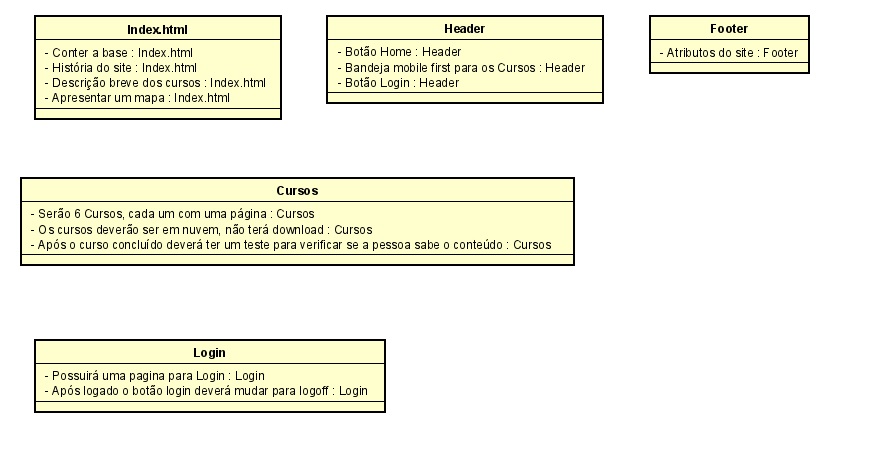 Index.html
- Conter a base : Index.html
- História do site : Index.html
- Descrição breve dos cursos : Index.html
- Apresentar um mapa : Index.html
Header
- Botão Home : Header
- Bandeja mobile first para os Cursos : Header
- Botão Login : Header
Footer
- Atributos do site : Footer
Cursos
- Serão 6 Cursos, cada um com uma página : Cursos
- Os cursos deverão ser em nuvem, não terá download : Cursos
- Após o curso concluído deverá ter um teste para verificar se a pessoa sabe o conteúdo : Cursos
Login
- Possuirá uma pagina para Login : Login
- Após logado o botão login deverá mudar para logoff : Login